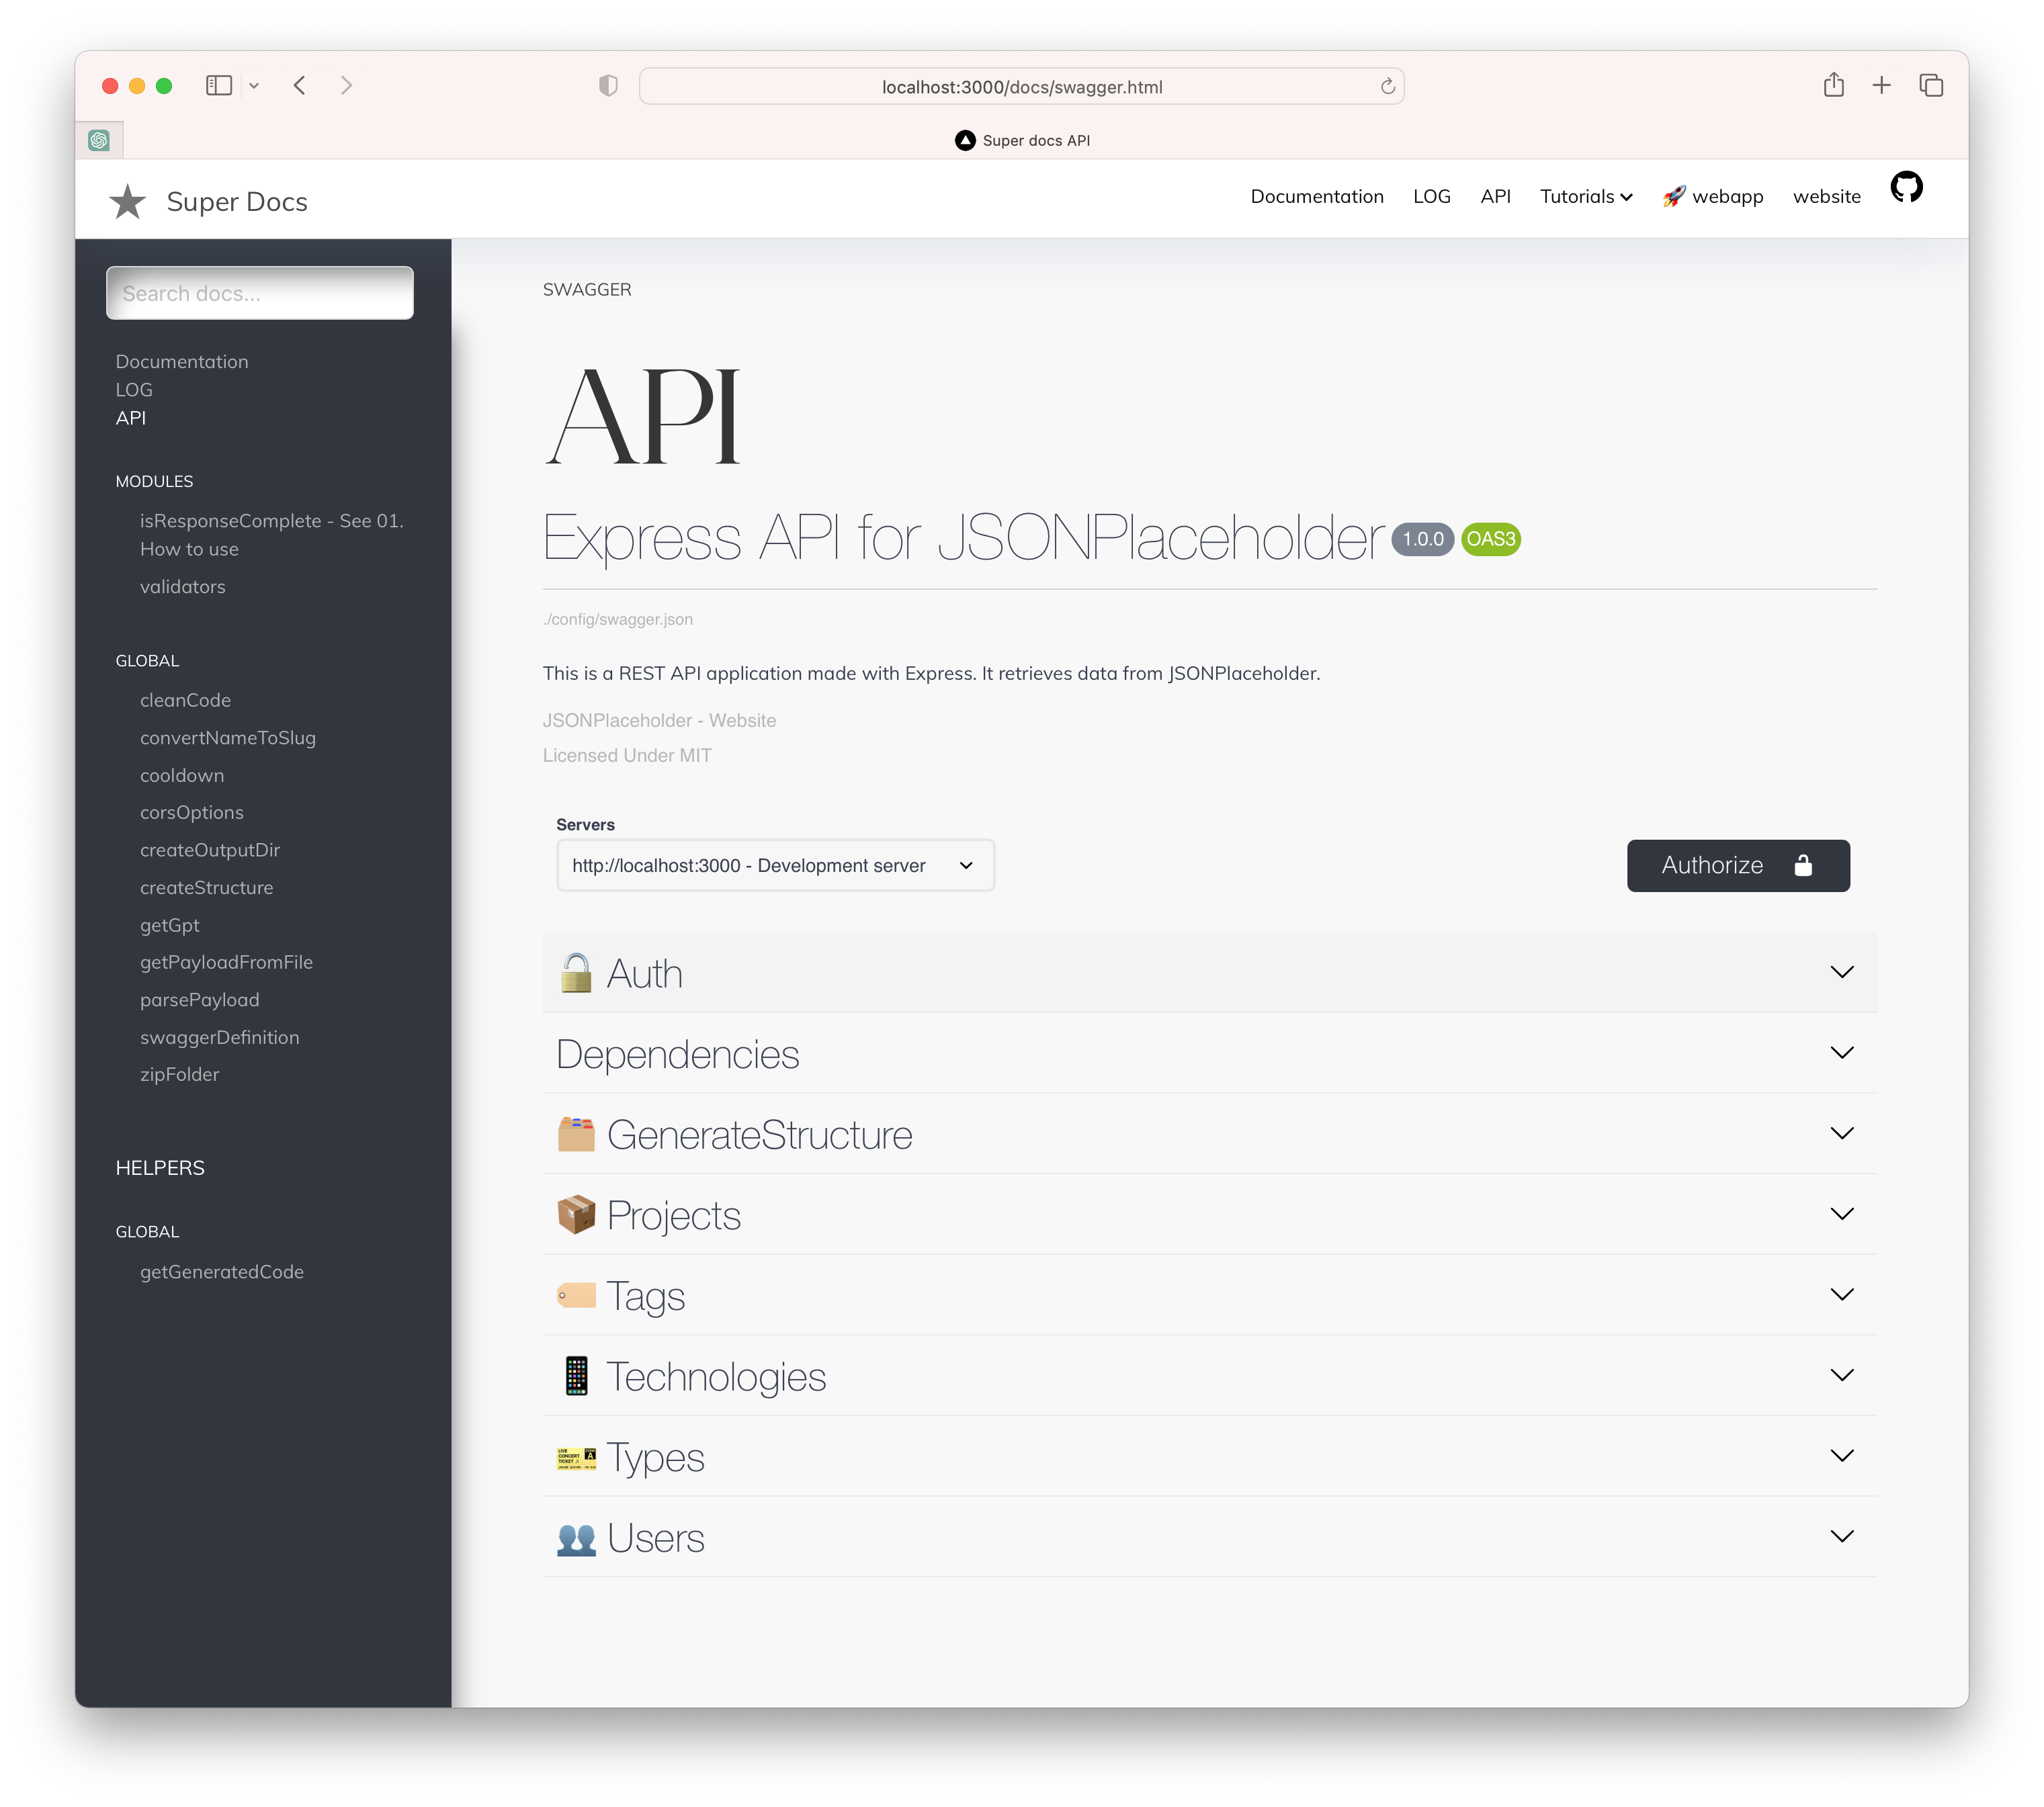 localhost:3000/docs/swagger.html
Super docs API
Super Docs
Documentation LOG API Tutorials 🚀 webapp website
Search docs...
Documentation
LOG
API
MODULES
isResponseComplete - See 01.
How to use
validators
GLOBAL
cleanCode
convertNameToSlug
cooldown
corsOptions
createOutputDir
createStructure
getGpt
getPayloadFromFile
parsePayload
swaggerDefinition
zipFolder
HELPERS
GLOBAL
getGeneratedCode
SWAGGER
API
Express API for JSONPlaceholder 1.0.0 OAS3
./config/swagger.json
This is a REST API application made with Express. It retrieves data from JSONPlaceholder.
JSONPlaceholder - Website
Licensed Under MIT
Servers
http://localhost:3000 - Development server
Authorize
🔓 Auth
Dependencies
🗂️ GenerateStructure
📦 Projects
🏷️ Tags
📱 Technologies
🎫 Types
👥 Users